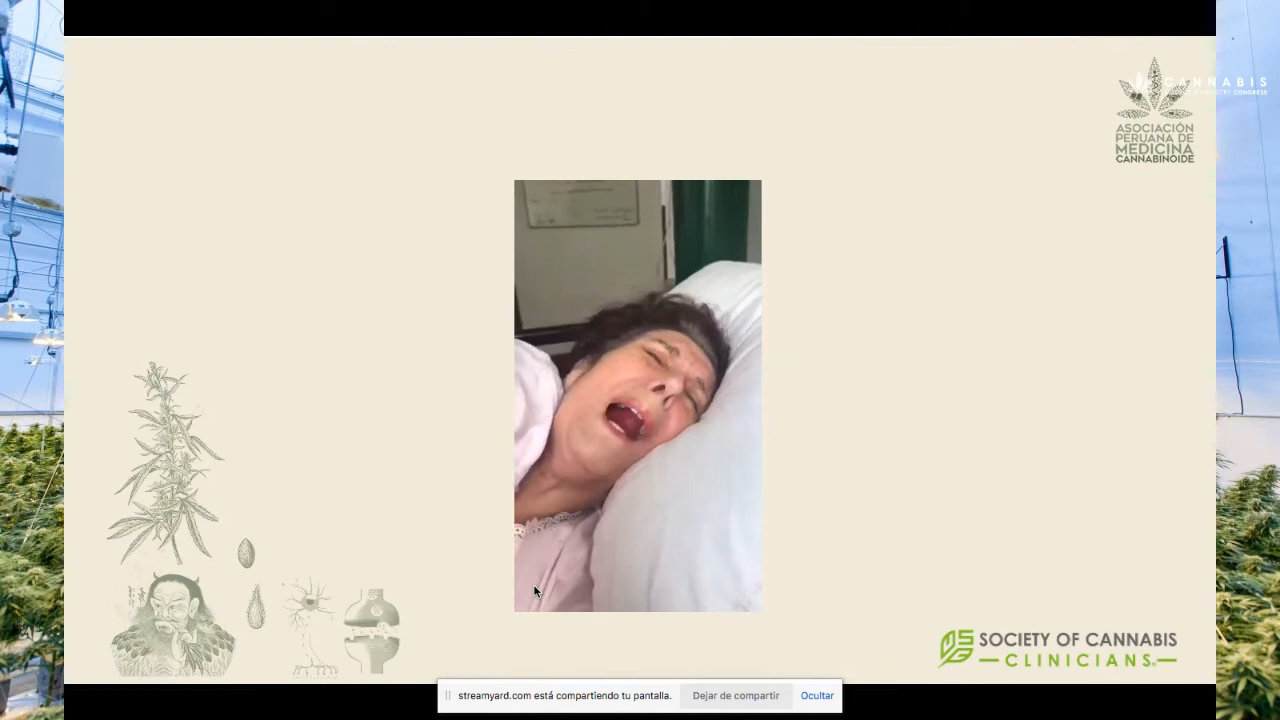 CANNABIS
CONGRESS
ASOCIACIÓN
PERUANA DE
MEDICINA
CANNABINOIDE
SOCIETY OF CANNABIS
CLINICIANS
streamyard.com está compartiendo tu pantalla.
Dejar de compartir
Ocultar